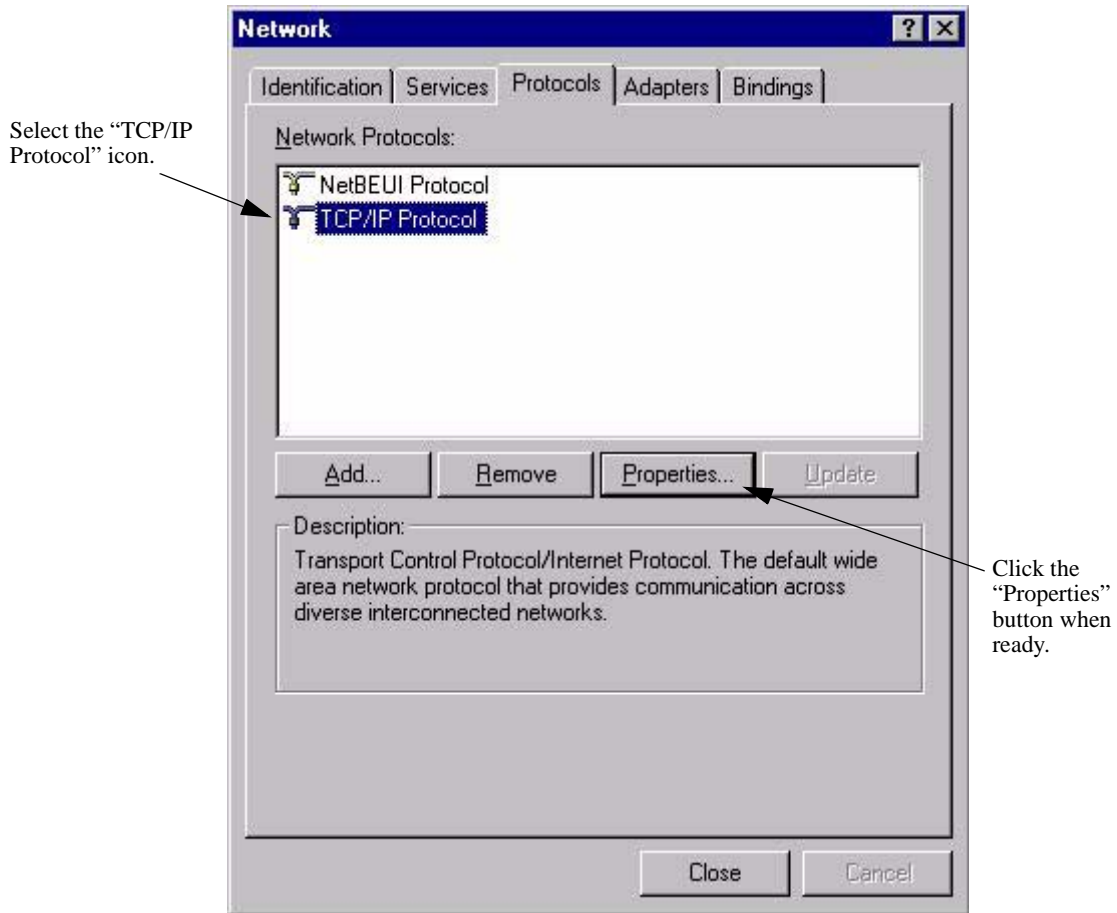 Network
Identification Services Protocols Adapters Bindings
Select the “TCP/IP
Protocol” icon.
Network Protocols:
NetBEUI Protocol
TCP/IP Protocol
Add... Remove Properties... Update
Description:
Transport Control Protocol/Internet Protocol. The default wide
area network protocol that provides communication across
diverse interconnected networks.
Click the
“Properties”
button when
ready.
Close Cancel